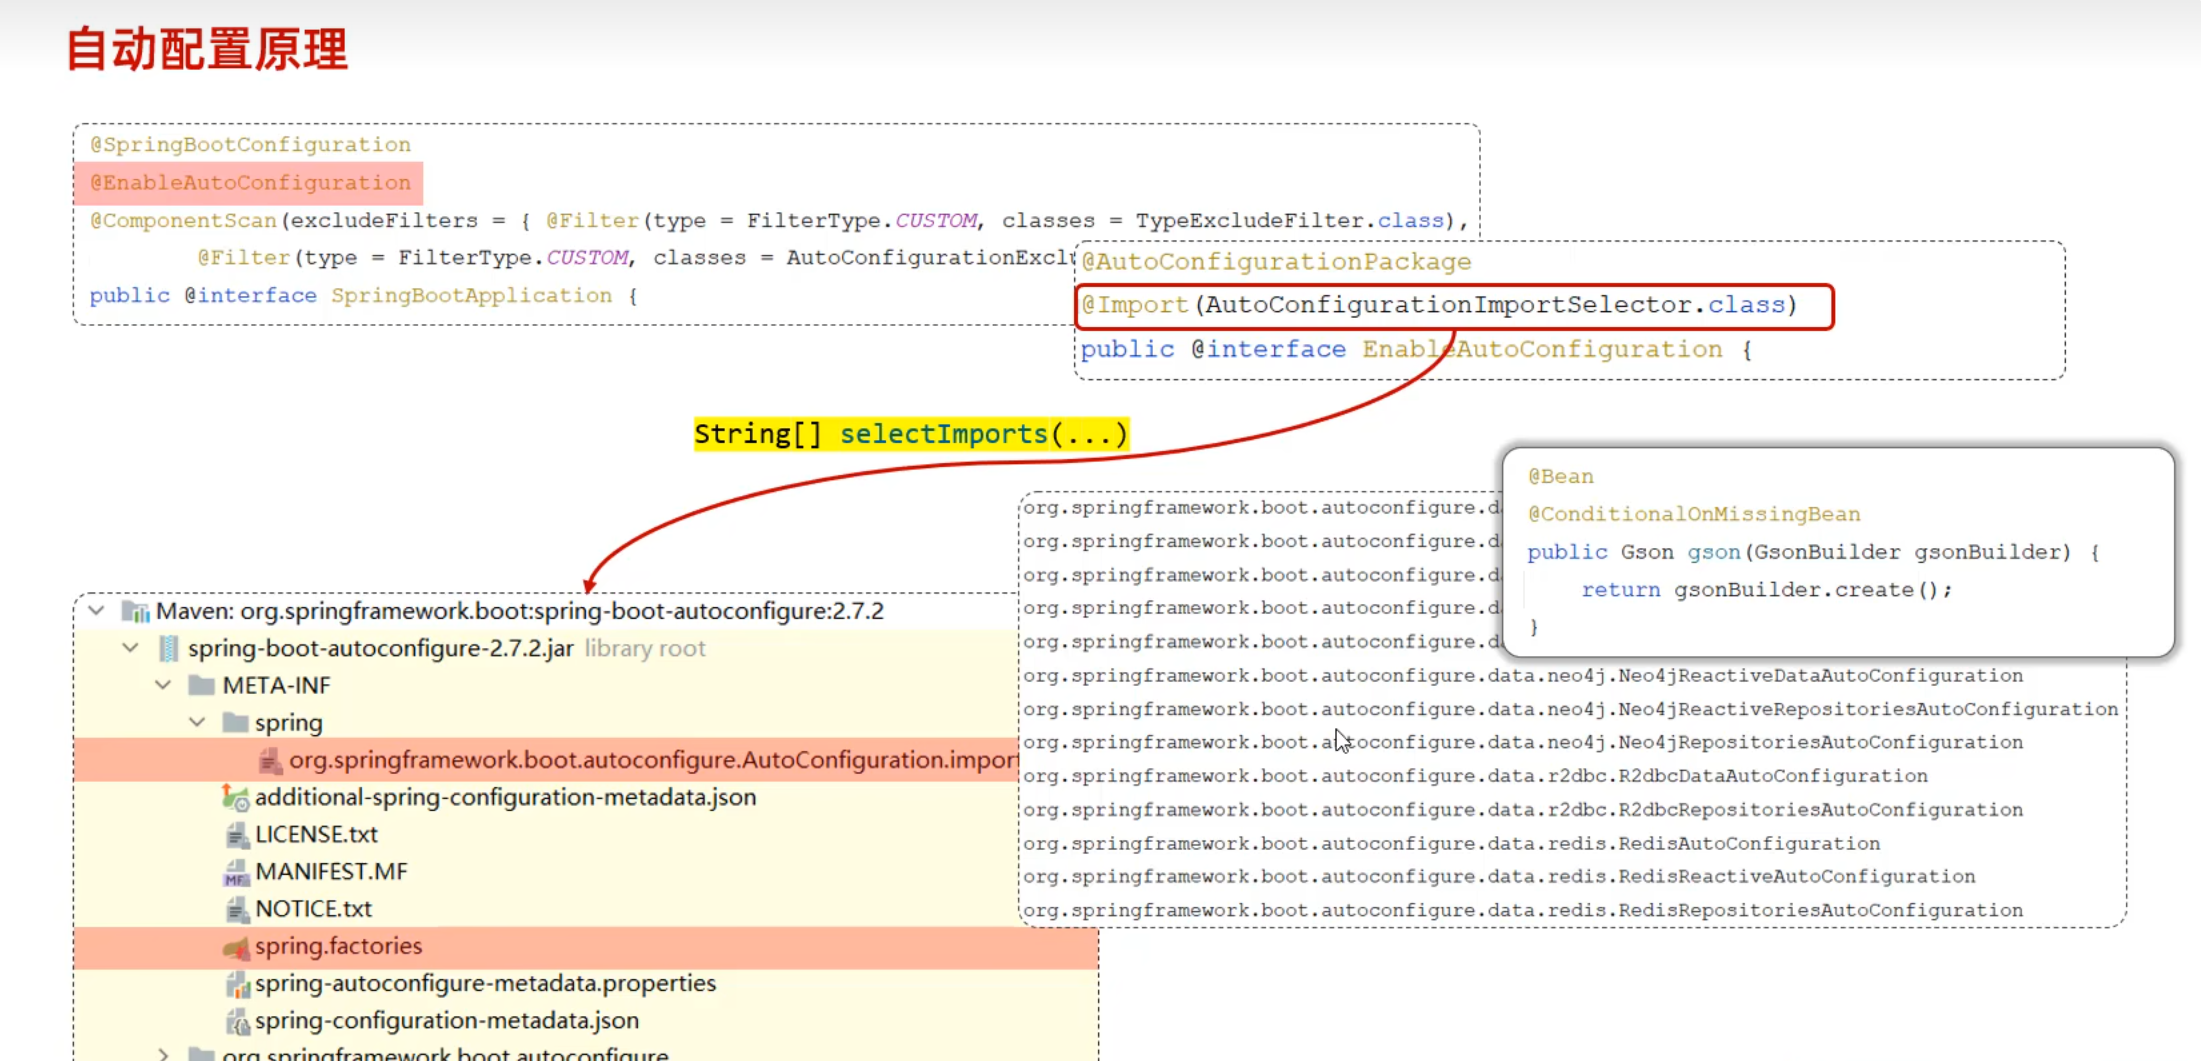 自动配置原理
@SpringBootConfiguration
@EnableAutoConfiguration
@ComponentScan(excludeFilters = { @Filter(type = FilterType.CUSTOM, classes = TypeExcludeFilter.class),
@Filter(type = FilterType.CUSTOM, classes = AutoConfigurationExcl
public @interface SpringBootApplication {
@AutoConfigurationPackage
@Import(AutoConfigurationImportSelector.class)
public @interface EnableAutoConfiguration {
String[] selectImports(...)
@Bean
@ConditionalOnMissingBean
public Gson gson(GsonBuilder gsonBuilder) {
return gsonBuilder.create();
}
org.springframework.boot.autoconfigure.d
org.springframework.boot.autoconfigure.d
org.springframework.boot.autoconfigure.d
org.springframework.boot.autoconfigure.d
org.springframework.boot.autoconfigure.d
org.springframework.boot.autoconfigure.data.neo4j.Neo4jReactiveDataAutoConfiguration
org.springframework.boot.autoconfigure.data.neo4j.Neo4jReactiveRepositoriesAutoConfiguration
org.springframework.boot.autoconfigure.data.neo4j.Neo4jRepositoriesAutoConfiguration
org.springframework.boot.autoconfigure.data.r2dbc.R2dbcDataAutoConfiguration
org.springframework.boot.autoconfigure.data.r2dbc.R2dbcRepositoriesAutoConfiguration
org.springframework.boot.autoconfigure.data.redis.RedisAutoConfiguration
org.springframework.boot.autoconfigure.data.redis.RedisReactiveAutoConfiguration
org.springframework.boot.autoconfigure.data.redis.RedisRepositoriesAutoConfiguration
Maven: org.springframework.boot:spring-boot-autoconfigure:2.7.2
spring-boot-autoconfigure-2.7.2.jar library root
META-INF
spring
org.springframework.boot.autoconfigure.AutoConfiguration.import
additional-spring-configuration-metadata.json
LICENSE.txt
MANIFEST.MF
NOTICE.txt
spring.factories
spring-autoconfigure-metadata.properties
spring-configuration-metadata.json
org.springframework.boot.autoconfigure